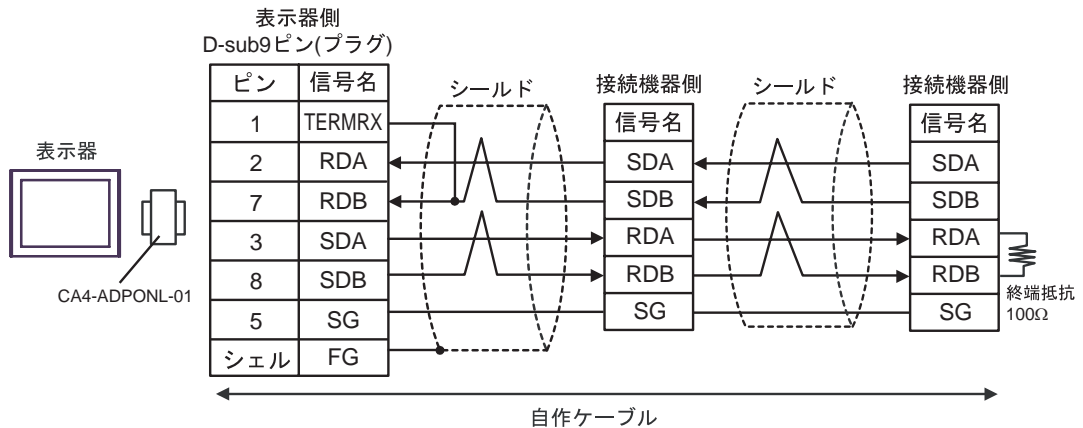 表示器側
D-sub9ピン(プラグ)
ピン 信号名
1 TERMRX
2 RDA
7 RDB
3 SDA
8 SDB
5 SG
シェル FG
表示器
CA4-ADPONL-01
シールド
接続機器側
信号名
SDA
SDB
RDA
RDB
SG
シールド
接続機器側
信号名
SDA
SDB
RDA
RDB
SG
終端抵抗
100Ω
自作ケーブル